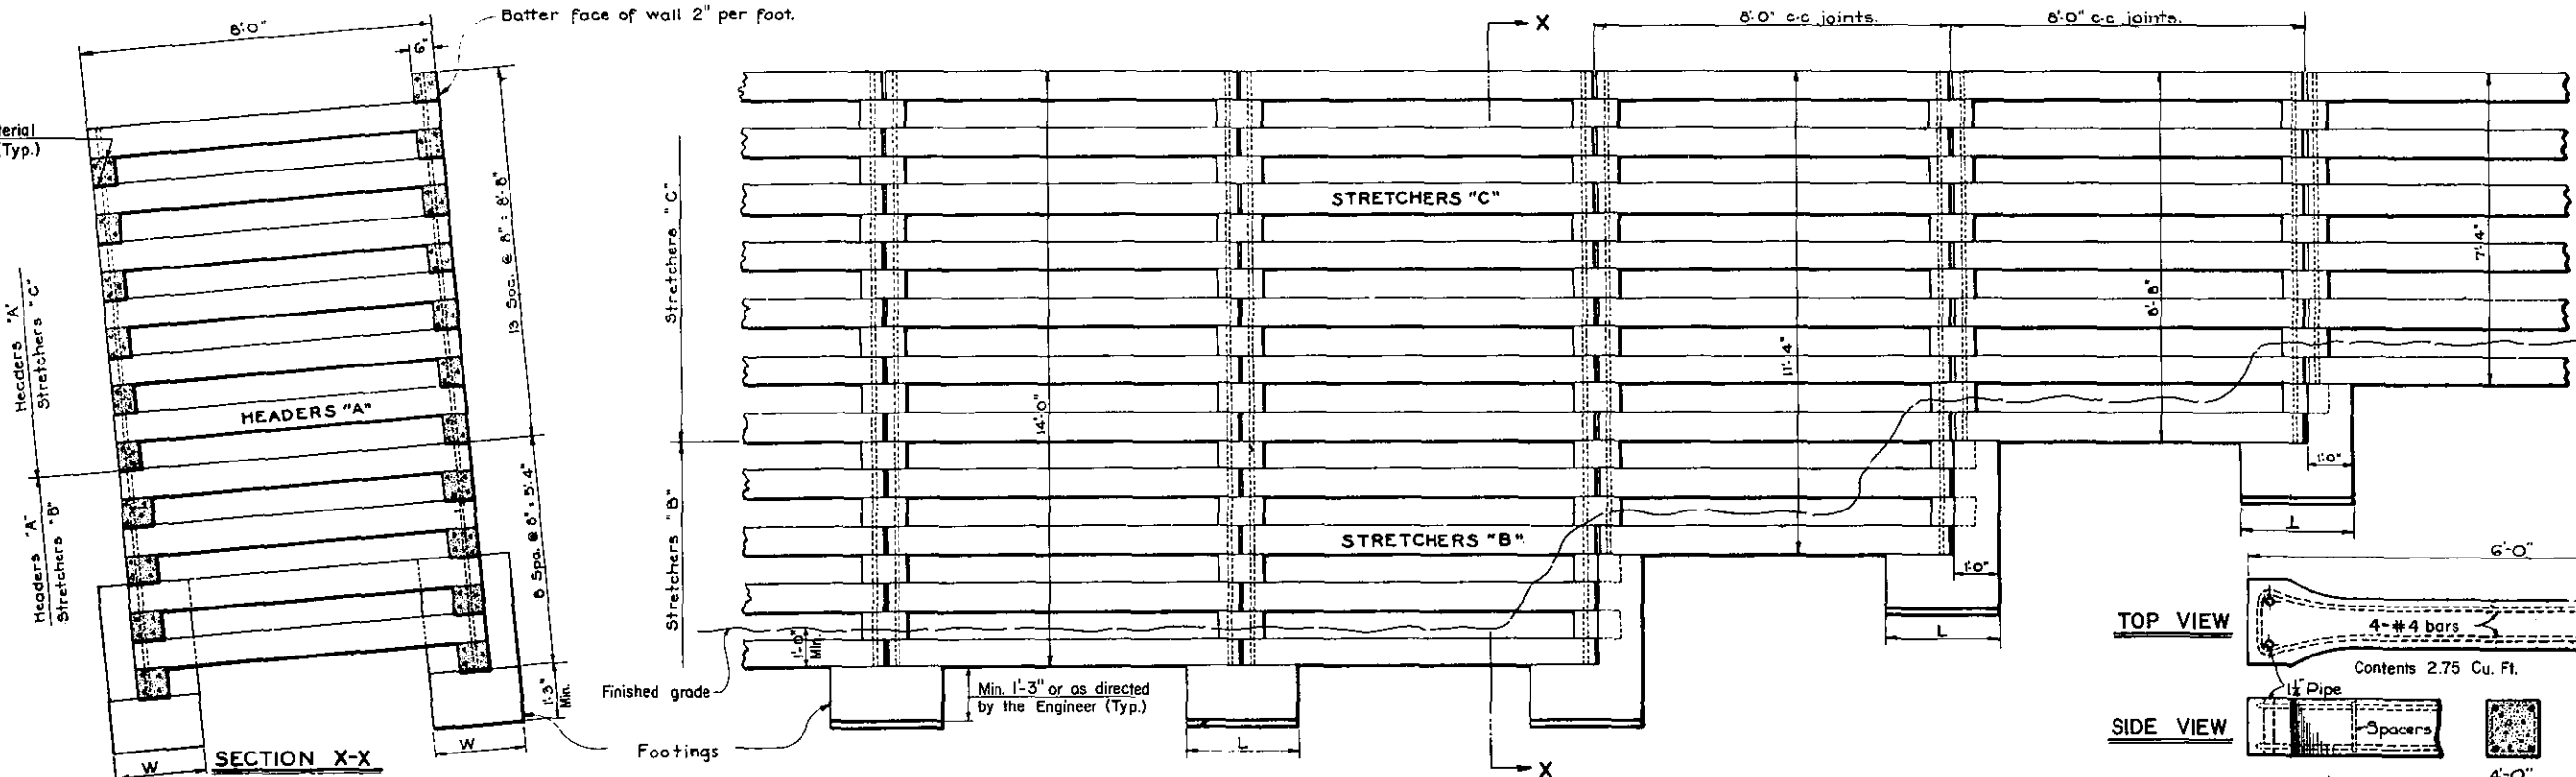 8'-0"
6"
Batter face of wall 2" per foot.
terial
(Typ.)
13 Spc. @ 8" = 8'-8"
Headers "A"
Stretchers "C"
HEADERS "A"
Headers "A"
Stretchers "B"
8 Spa. @ 8" = 5'-4"
1'-3"
Min.
W
W
SECTION X-X
X
8'-0" c-c joints.
8'-0" c-c joints.
Stretchers "C"
STRETCHERS "C"
14'-0"
11'-4"
8'-8"
7'-4"
Stretchers "B"
STRETCHERS "B"
1'-0"
Min.
Finished grade
Min. 1'-3" or as directed
by the Engineer (Typ.)
Footings
L
L
L
1'-0"
1'-0"
X
6'-0"
TOP VIEW
4-#4 bars
Contents 2.75 Cu. Ft.
1½" Pipe
SIDE VIEW
Spacers
4'-0"